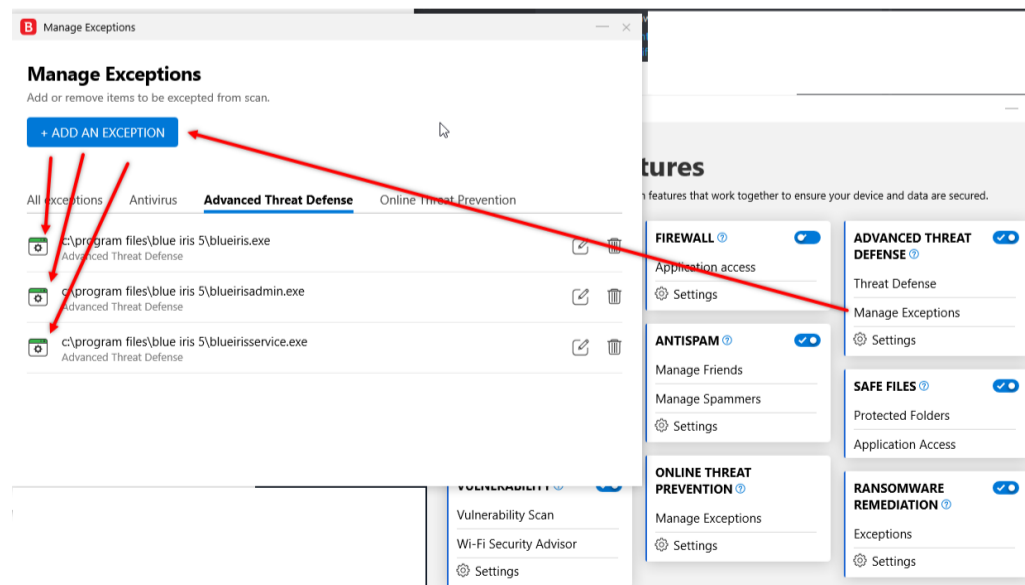 B Manage Exceptions
Manage Exceptions
Add or remove items to be excepted from scan.
+ ADD AN EXCEPTION
All exceptions Antivirus Advanced Threat Defense Online Threat Prevention
c:\program files\blue iris 5\blueiris.exe
Advanced Threat Defense
c:\program files\blue iris 5\blueirisadmin.exe
Advanced Threat Defense
c:\program files\blue iris 5\blueirisservice.exe
Advanced Threat Defense
tures
features that work together to ensure your device and data are secured.
FIREWALL
Application access
Settings
ANTISPAM
Manage Friends
Manage Spammers
Settings
ONLINE THREAT
PREVENTION
Manage Exceptions
Settings
ADVANCED THREAT
DEFENSE
Threat Defense
Manage Exceptions
Settings
SAFE FILES
Protected Folders
Application Access
RANSOMWARE
REMEDIATION
Exceptions
Settings
VULNERABILITY
Vulnerability Scan
Wi-Fi Security Advisor
Settings